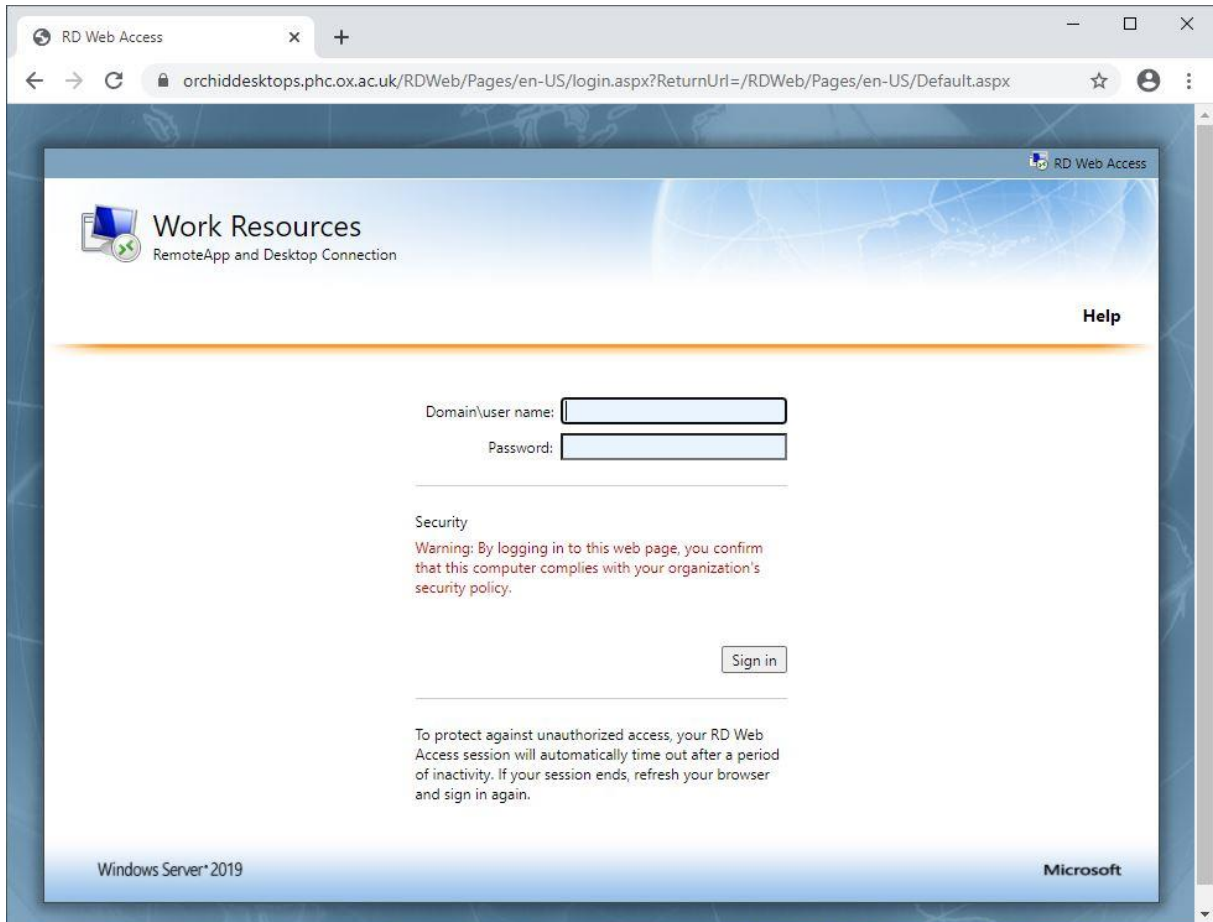 RD Web Access
orchiddesktops.phc.ox.ac.uk/RDWeb/Pages/en-US/login.aspx?ReturnUrl=/RDWeb/Pages/en-US/Default.aspx
RD Web Access
Work Resources
RemoteApp and Desktop Connection
Help
Domain\user name:
Password:
Security
Warning: By logging in to this web page, you confirm
that this computer complies with your organization's
security policy.
Sign in
To protect against unauthorized access, your RD Web
Access session will automatically time out after a period
of inactivity. If your session ends, refresh your browser
and sign in again.
Windows Server 2019
Microsoft